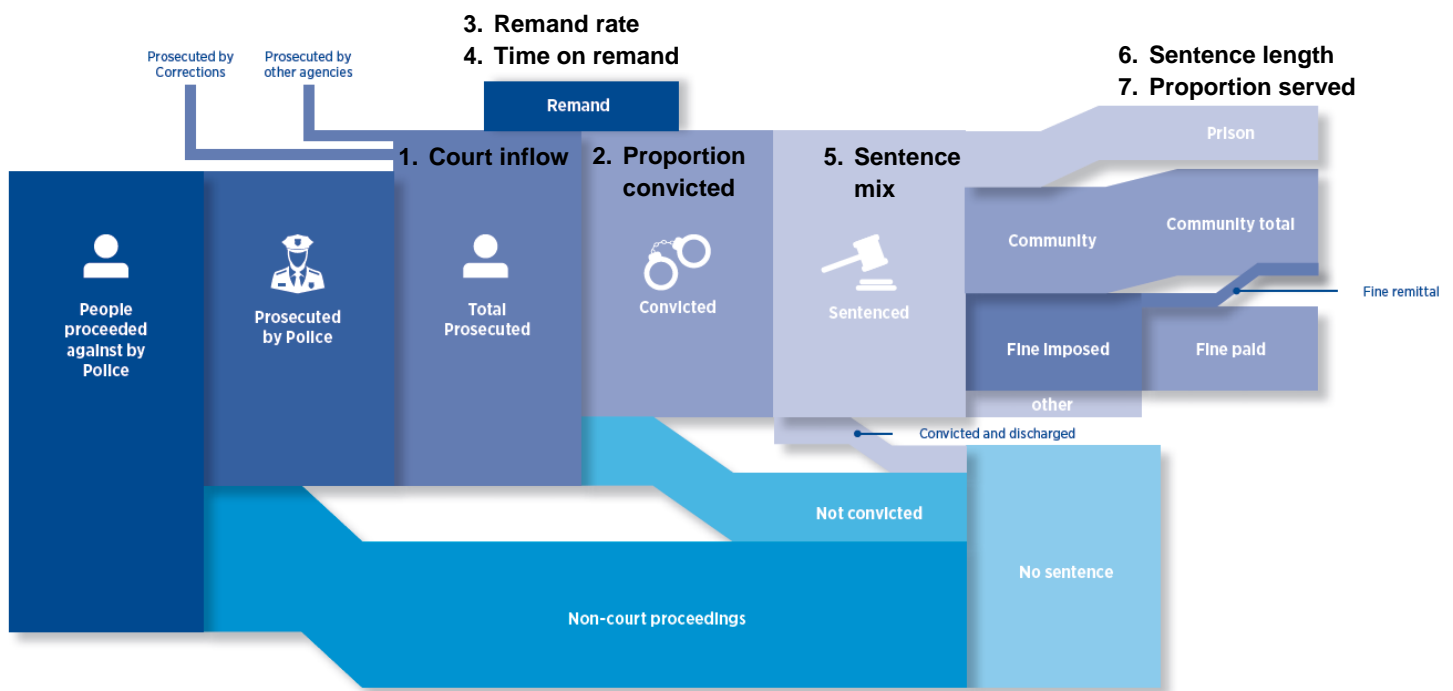 3. Remand rate
4. Time on remand
Prosecuted by
Corrections
Prosecuted by
other agencies
6. Sentence length
7. Proportion served
Remand
Prison
1. Court inflow
2. Proportion
convicted
5. Sentence
mix
Community
Community total
People
proceeded
against by
Police
Prosecuted
by Police
Total
Prosecuted
Convicted
Sentenced
Fine remittal
Fine imposed
Fine paid
other
Convicted and discharged
Not convicted
No sentence
Non-court proceedings